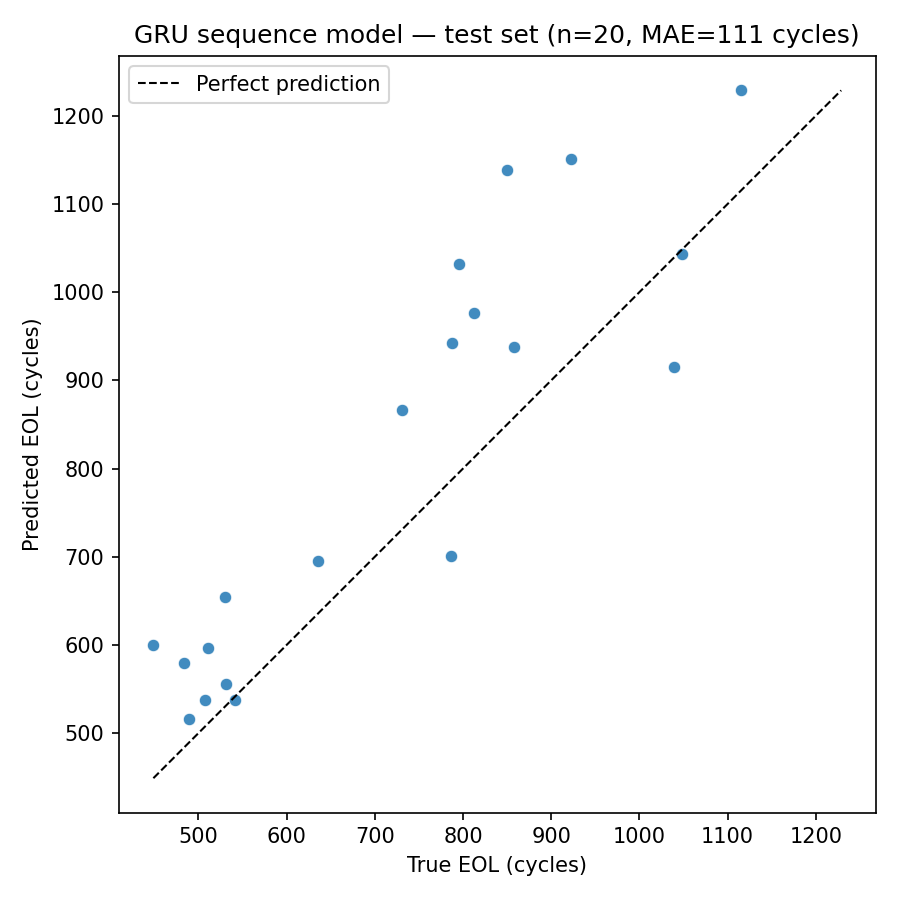 GRU sequence model — test set (n=20, MAE=111 cycles)
Perfect prediction
1200
1100
1000
900
800
700
600
500
Predicted EOL (cycles)
500 600 700 800 900 1000 1100 1200
True EOL (cycles)